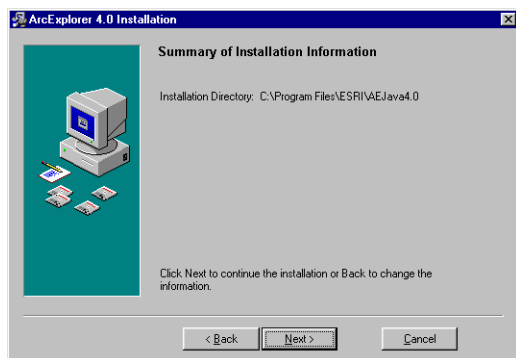 ArcExplorer 4.0 Installation
Summary of Installation Information
Installation Directory: C:\Program Files\ESRI\AEJava4.0
Click Next to continue the installation or Back to change the
information.
< Back
Next >
Cancel